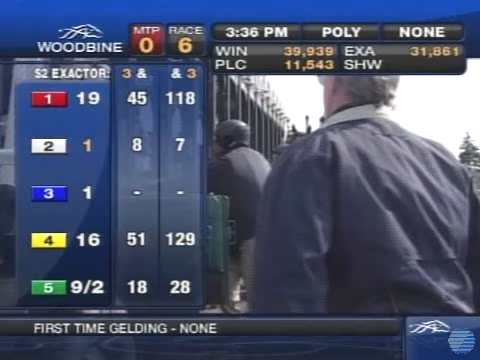 WOODBINE
MTP 0
RACE 6
3:36 PM POLY NONE
WIN 39,939 EXA 31,861
PLC 11,543 SHW
$2 EXACTOR: 3 & & 3
1 19 45 118
2 1 8 7
3 1 - -
4 16 51 129
5 9/2 18 28
FIRST TIME GELDING - NONE